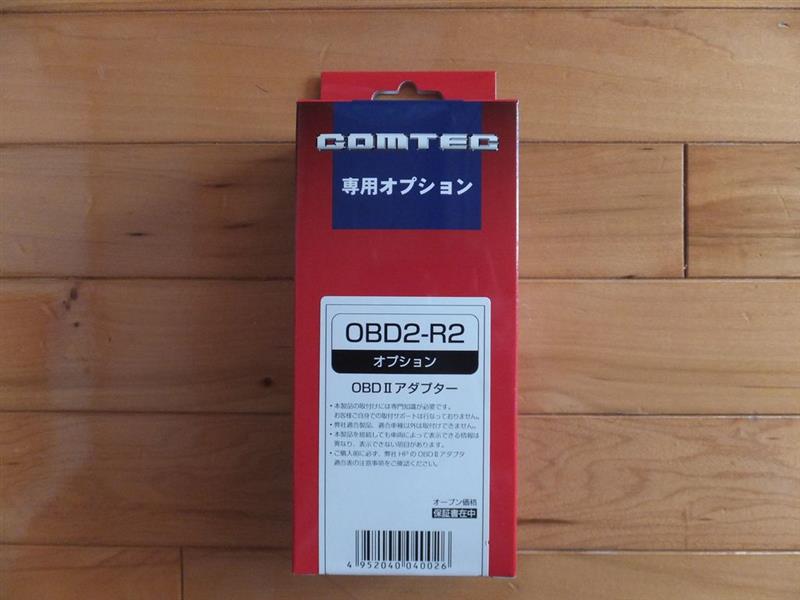 COMTEC
専用オプション
OBD2-R2
オプション
OBDⅡアダプター
・本製品の取付けには専門知識が必要です。
お客様ご自身での取付サポートは行なっておりません。
・弊社適合製品、適合車種以外は取付けできません。
・本製品を接続しても車両によって表示できる情報は
異なり、表示できない項目があります。
・ご購入前に必ず、弊社HPのOBDⅡアダプタ
適合表の注意事項をご確認ください。
オープン価格
保証書在中
4 952040 040026